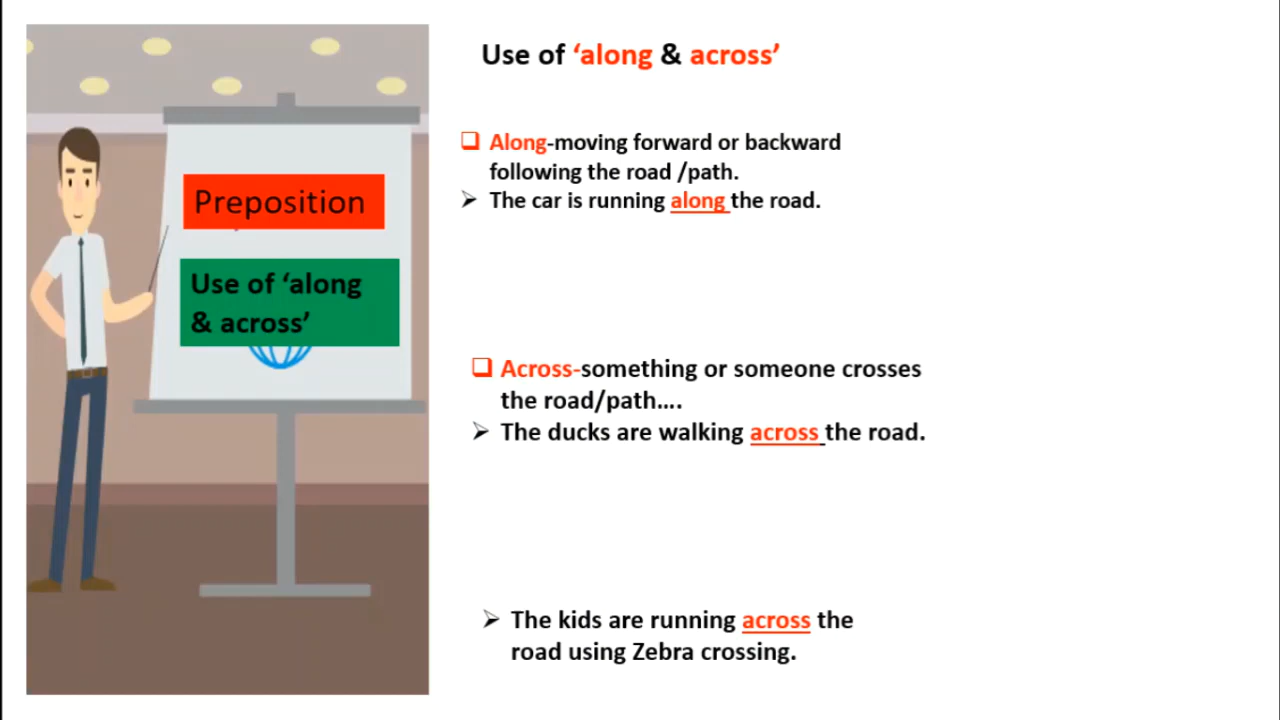 Preposition
Use of ‘along
& across’
Use of ‘along & across’
Along-moving forward or backward
following the road /path.
The car is running along the road.
Across-something or someone crosses
the road/path....
The ducks are walking across the road.
The kids are running across the
road using Zebra crossing.